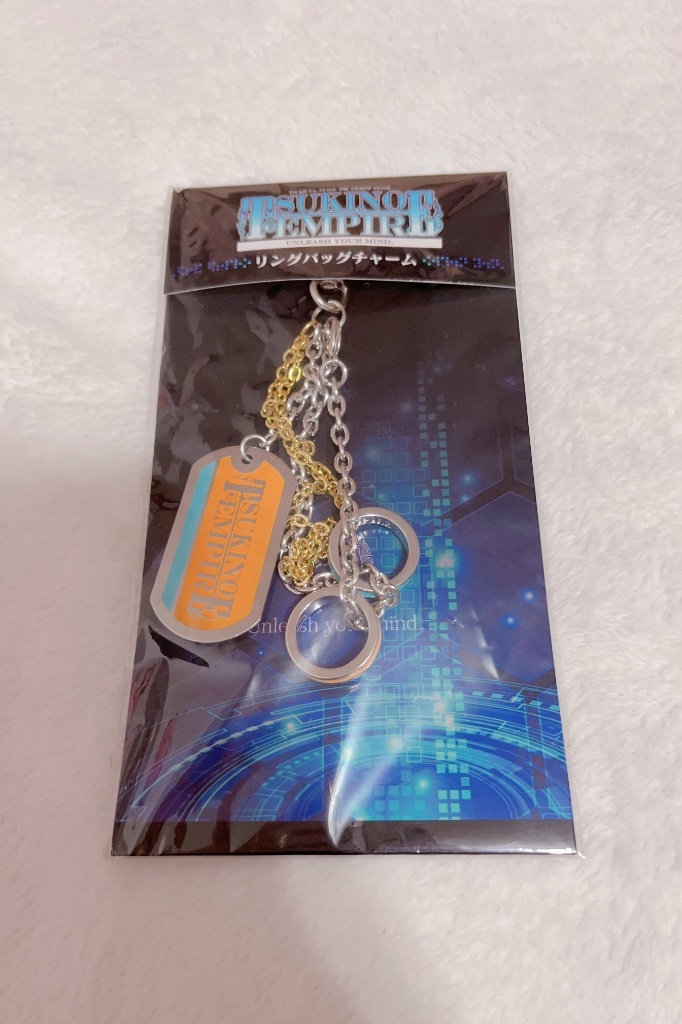 TSUKINO
EMPIRE
UNLEASH YOUR MIND.
リングバッグチャーム
TSUKINO
EMPIRE
Unleash your mind.